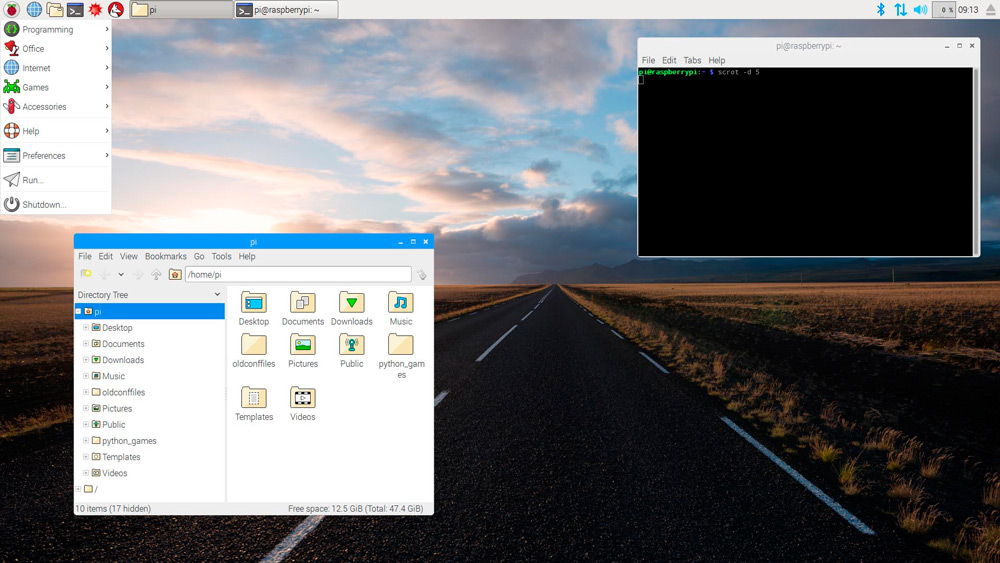 pi
pi@raspberrypi: ~
0 %
09:13
Programming
Office
Internet
Games
Accessories
Help
Preferences
Run...
Shutdown...
pi@raspberrypi: ~
File Edit Tabs Help
pi@raspberrypi:~ $ scrot -d 5
pi
File Edit View Bookmarks Go Tools Help
/home/pi
Directory Tree
pi
Desktop
Documents
Downloads
Music
oldconffiles
Pictures
Public
python_games
Templates
Videos
/
Desktop Documents Downloads Music
oldconffiles Pictures Public python_gam
es
Templates Videos
10 items (17 hidden)
Free space: 12.5 GiB (Total: 47.4 GiB)